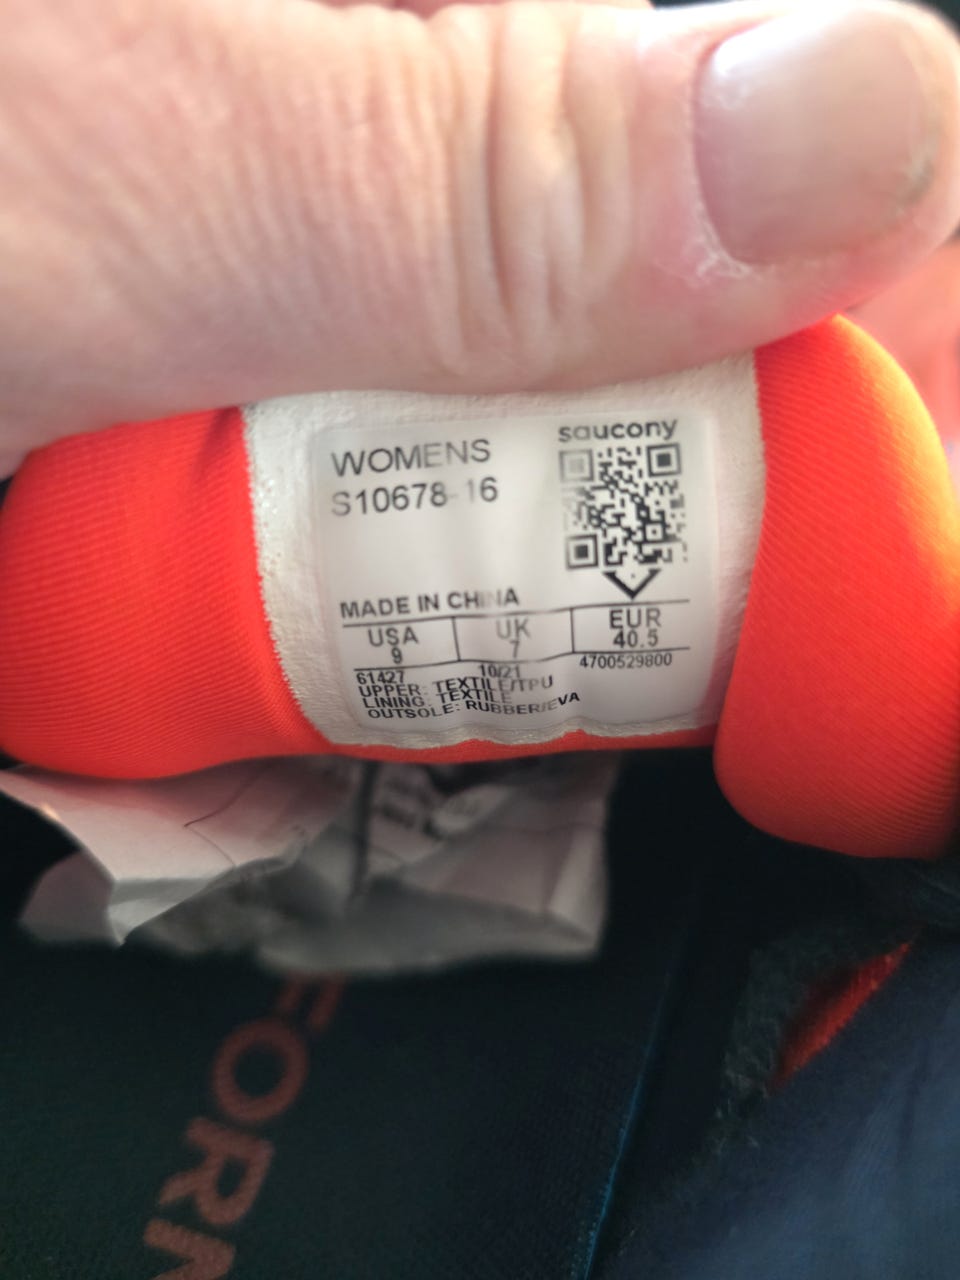 WOMENS
S10678-16
saucony
MADE IN CHINA
USA
9
UK
7
EUR
40.5
61427
10/21
4700529800
UPPER: TEXTILE/TPU
LINING: TEXTILE
OUTSOLE: RUBBER/EVA
FORM